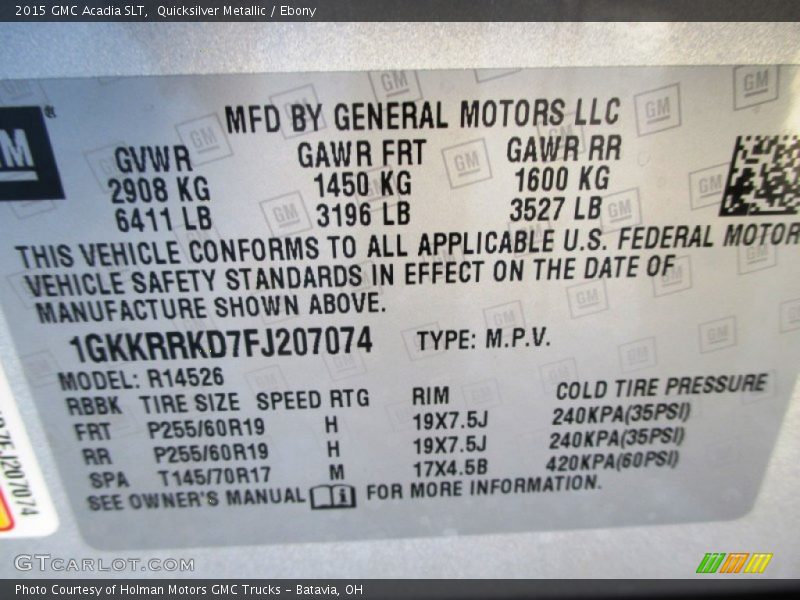 2015 GMC Acadia SLT, Quicksilver Metallic / Ebony
GM
MFD BY GENERAL MOTORS LLC
GVWR GAWR FRT GAWR RR
2908 KG 1450 KG 1600 KG
6411 LB 3196 LB 3527 LB
THIS VEHICLE CONFORMS TO ALL APPLICABLE U.S. FEDERAL MOTOR
VEHICLE SAFETY STANDARDS IN EFFECT ON THE DATE OF
MANUFACTURE SHOWN ABOVE.
1GKKRRKD7FJ207074 TYPE: M.P.V.
MODEL: R14526
RBBK TIRE SIZE SPEED RTG RIM COLD TIRE PRESSURE
FRT P255/60R19 H 19X7.5J 240KPA(35PSI)
RR P255/60R19 H 19X7.5J 240KPA(35PSI)
SPA T145/70R17 M 17X4.5B 420KPA(60PSI)
SEE OWNER'S MANUAL FOR MORE INFORMATION.
7FJ207074
GTCARLOT.COM
Photo Courtesy of Holman Motors GMC Trucks – Batavia, OH